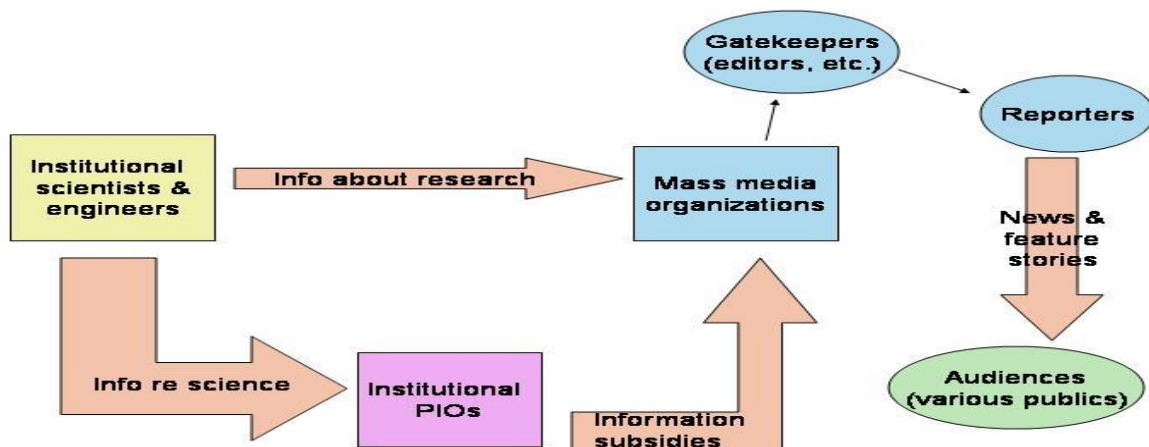 Gatekeepers
(editors, etc.)
Reporters
Institutional
scientists &
engineers
Info about research
Mass media
organizations
News &
feature
stories
Info re science
Institutional
PIOs
Information
subsidies
Audiences
(various publics)